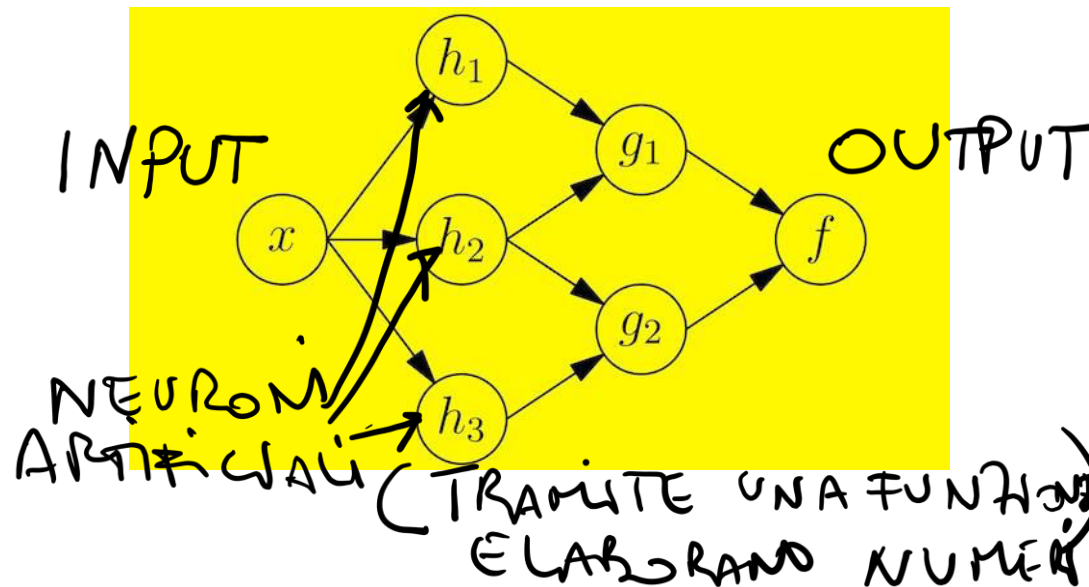 h₁
INPUT
g₁
OUTPUT
x
h₂
f
g₂
NEURONI
ARTIFICIALI
h₃
(TRAMITE UNA FUNZIONE)
ELABORANO NUMERI